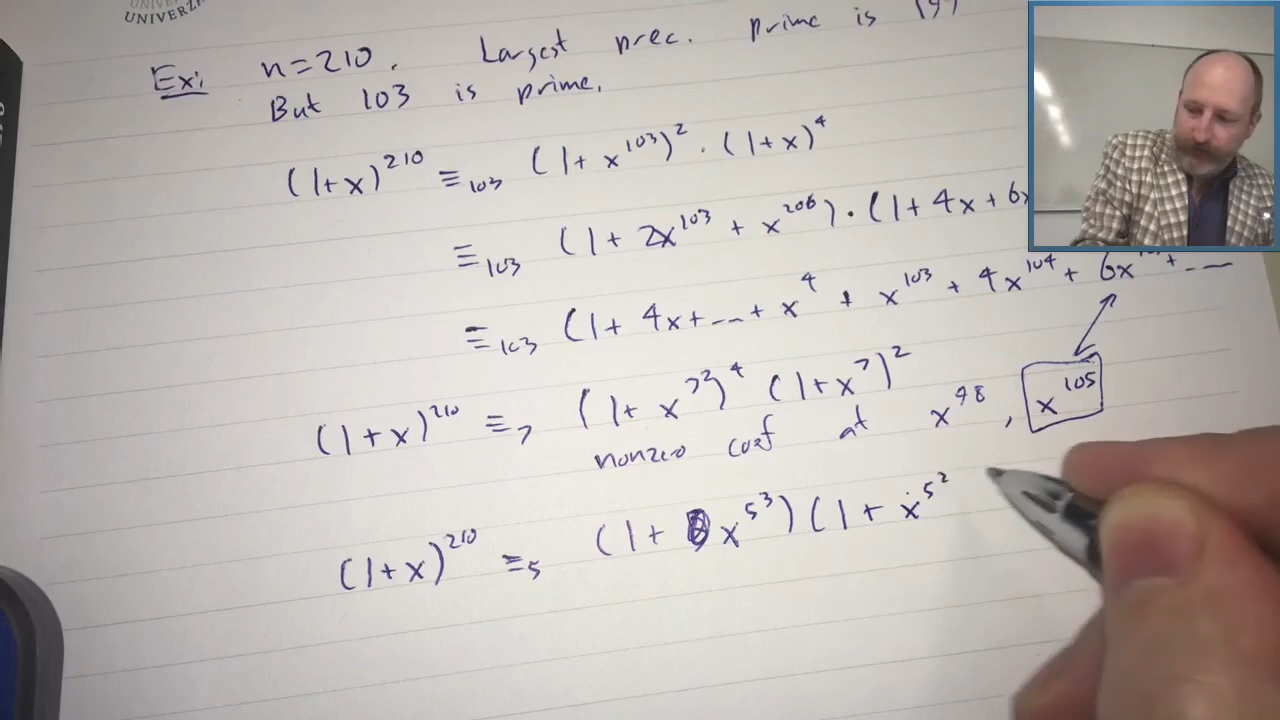 UNIVERZ
Ex: n=210. Largest prec. prime is 199
But 103 is prime.
(1+x)^210 ≡_103 (1+x^103)^2 · (1+x)^4
≡_103 (1+2x^103 + x^206) · (1+4x+6x
≡_103 (1+4x+...+x^4 + x^103 + 4x^104 + 6x + ...
(1+x)^210 ≡_7 (1+x^7^2)^4 (1+x^7)^2
nonzero coef at x^98, x^105
(1+x)^210 ≡_5 (1+x^5^3)(1+x^5^2